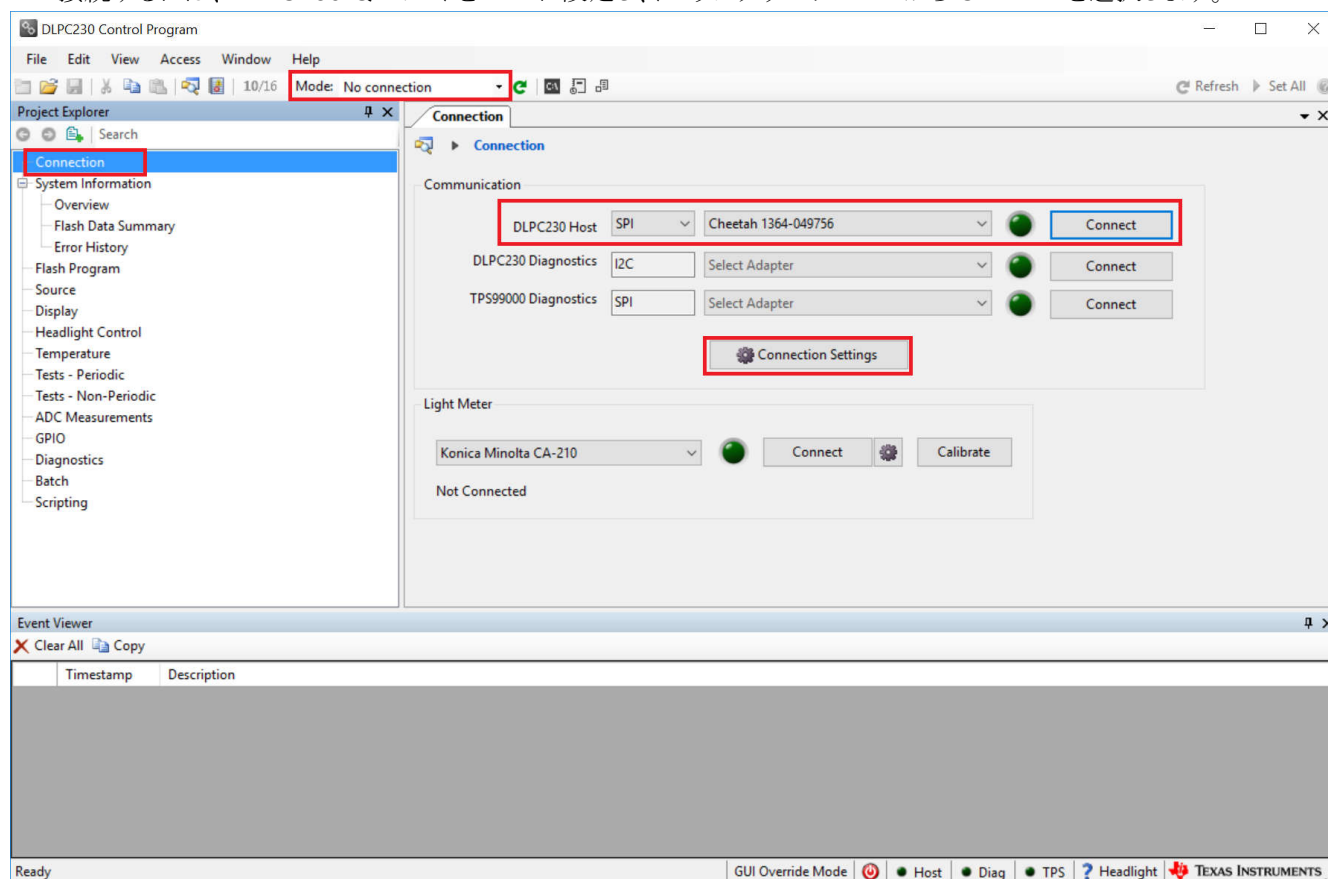 DLPC230 Control Program
File Edit View Access Window Help
10/16 Mode: No connection Refresh Set All
Project Explorer
Search
Connection
System Information
Overview
Flash Data Summary
Error History
Flash Program
Source
Display
Headlight Control
Temperature
Tests - Periodic
Tests - Non-Periodic
ADC Measurements
GPIO
Diagnostics
Batch
Scripting
Connection
Connection
Communication
DLPC230 Host SPI Cheetah 1364-049756 Connect
DLPC230 Diagnostics I2C Select Adapter Connect
TPS99000 Diagnostics SPI Select Adapter Connect
Connection Settings
Light Meter
Konica Minolta CA-210 Connect Calibrate
Not Connected
Event Viewer
Clear All Copy
Timestamp Description
Ready GUI Override Mode Host Diag TPS ? Headlight TEXAS INSTRUMENTS